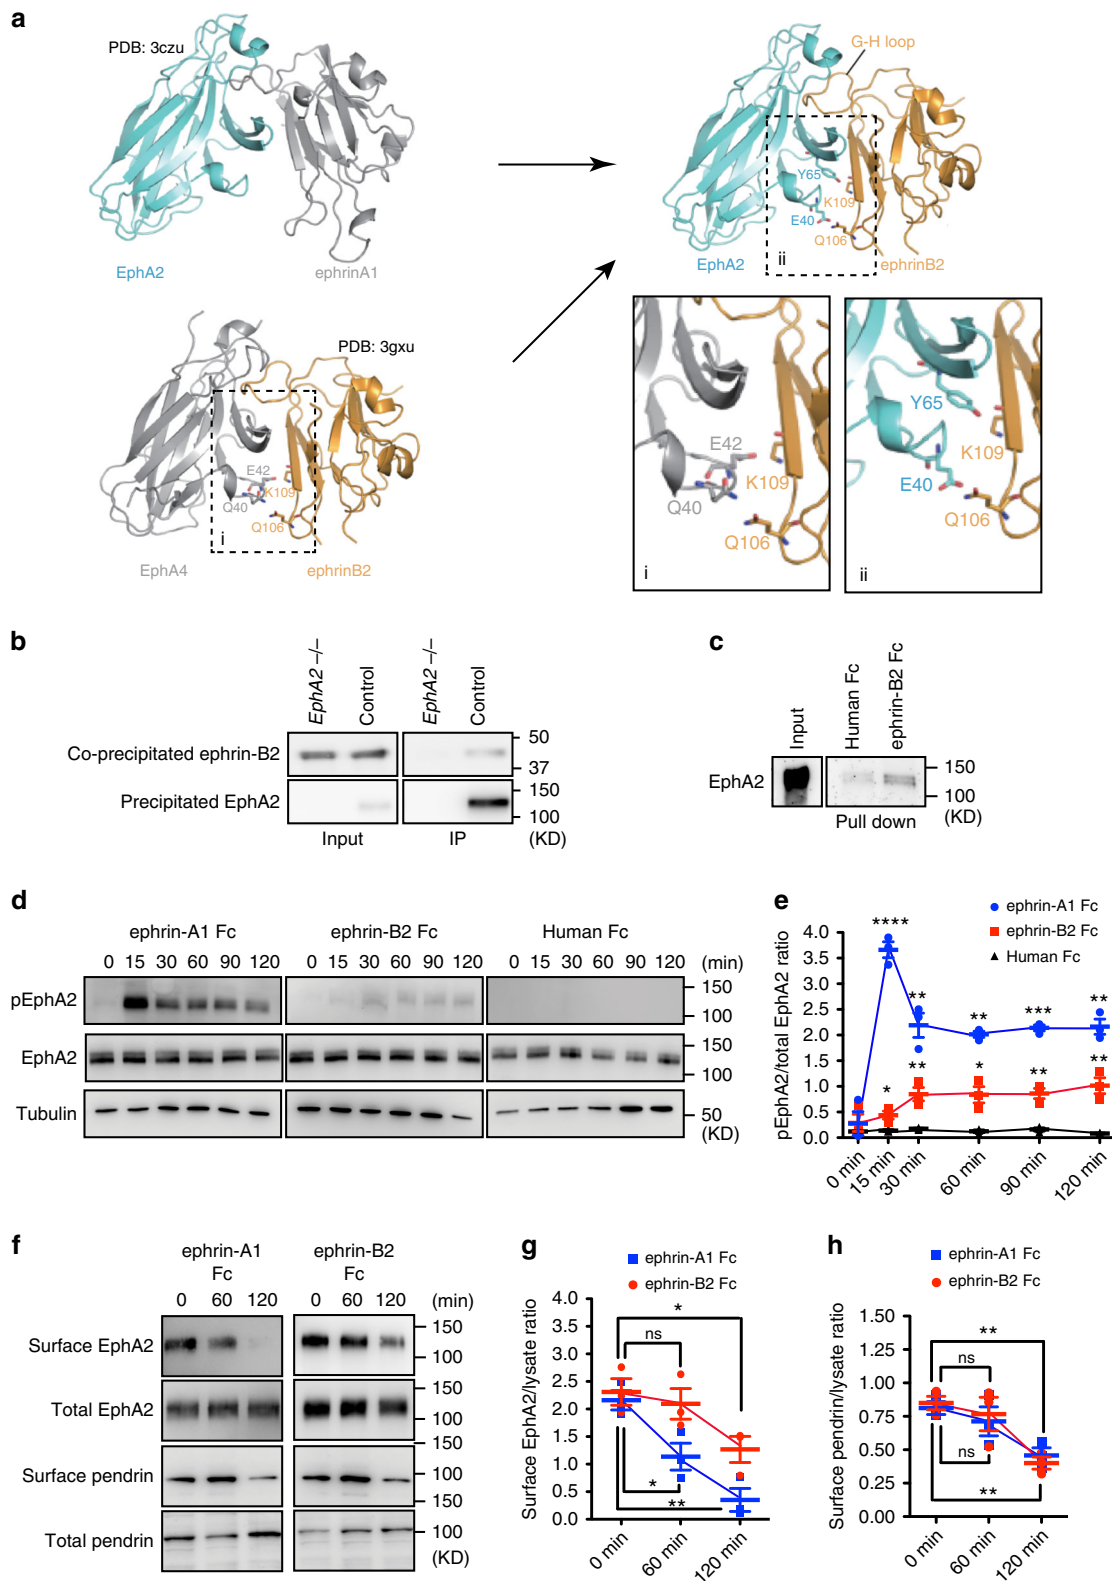 a
PDB: 3czu
EphA2
ephrinA1
PDB: 3gxu
E42
K109
Q40
Q106
i
EphA4
ephrinB2
G-H loop
Y65
K109
E40
Q106
ii
EphA2
ephrinB2
E42
K109
Q40
Q106
i
Y65
K109
E40
Q106
ii
b
EphA2 –/–
Control
EphA2 –/–
Control
Co-precipitated ephrin-B2
50
37
Precipitated EphA2
150
100
Input
IP
(KD)
c
Input
Human Fc
ephrin-B2 Fc
EphA2
150
100
Pull down
(KD)
d
ephrin-A1 Fc
ephrin-B2 Fc
Human Fc
0 15 30 60 90 120
0 15 30 60 90 120
0 15 30 60 90 120
(min)
pEphA2
150
100
EphA2
150
100
Tubulin
50
(KD)
e
ephrin-A1 Fc
ephrin-B2 Fc
Human Fc
pEphA2/total EphA2 ratio
4.0
3.5
3.0
2.5
2.0
1.5
1.0
0.5
0.0
****
**
**
***
**
*
**
*
**
**
0 min
15 min
30 min
60 min
90 min
120 min
f
ephrin-A1
Fc
ephrin-B2
Fc
0 60 120
0 60 120
(min)
Surface EphA2
150
100
Total EphA2
150
100
Surface pendrin
150
100
Total pendrin
150
100
(KD)
g
ephrin-A1 Fc
ephrin-B2 Fc
Surface EphA2/lysate ratio
4.0
3.5
3.0
2.5
2.0
1.5
1.0
0.5
0.0
*
ns
*
**
0 min
60 min
120 min
h
ephrin-A1 Fc
ephrin-B2 Fc
Surface pendrin/lysate ratio
1.50
1.25
1.00
0.75
0.50
0.25
0.00
**
ns
ns
**
0 min
60 min
120 min